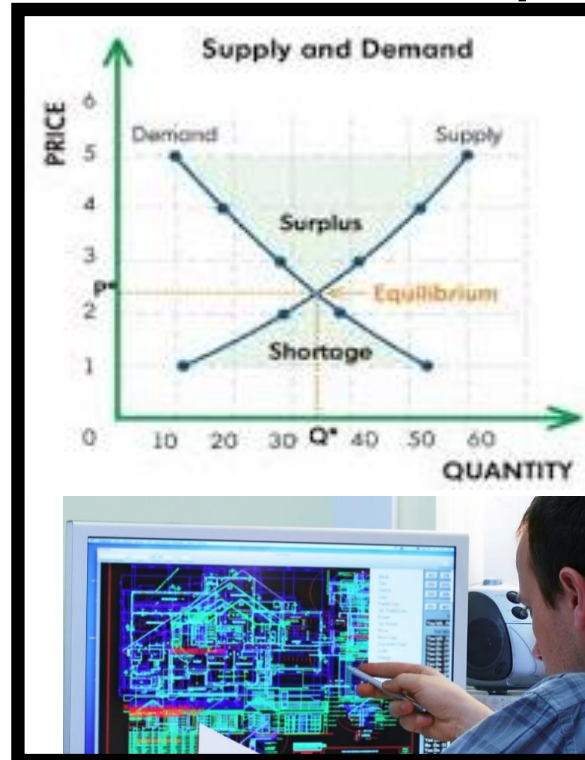 Supply and Demand
PRICE
6
Demand
Supply
5
4
Surplus
3
P*
Equilibrium
2
Shortage
1
0 10 20 30 Q* 40 50 60
QUANTITY